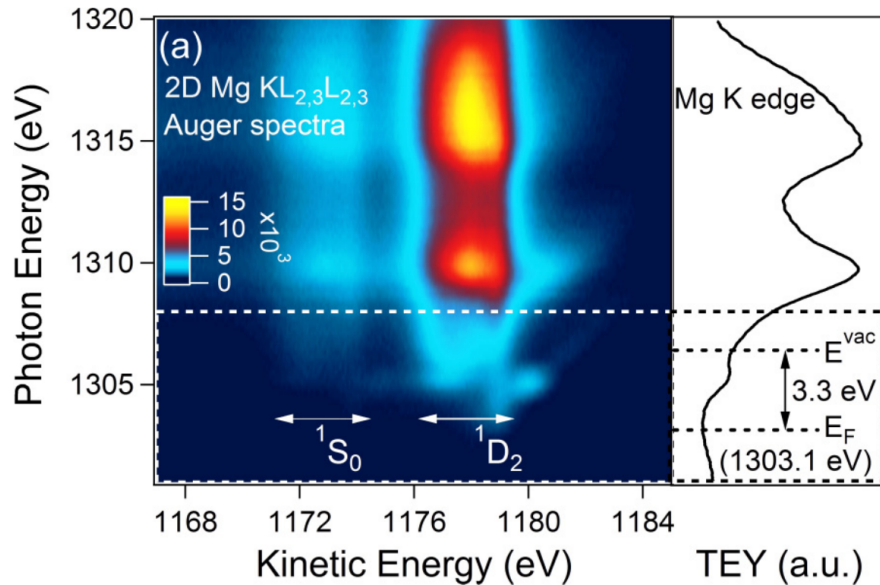 1320
1315
1310
1305
Photon Energy (eV)
(a)
2D Mg KL2,3L2,3
Auger spectra
15
10
5
0
x10³
¹S₀
¹D₂
1168
1172
1176
1180
1184
Kinetic Energy (eV)
Mg K edge
E^vac
3.3 eV
E_F
(1303.1 eV)
TEY (a.u.)